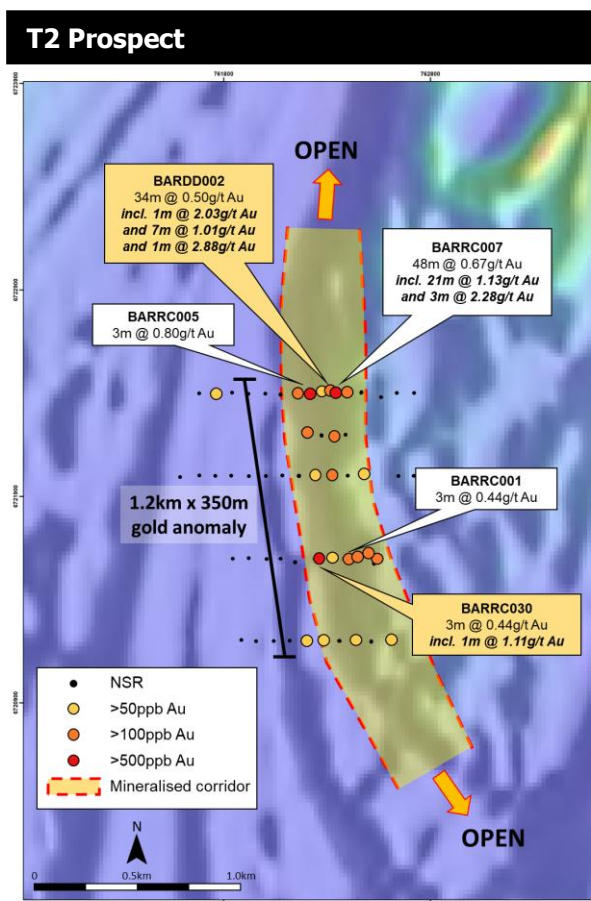 T2 Prospect
761800
762800
6723900
OPEN
BARDD002
34m @ 0.50g/t Au
incl. 1m @ 2.03g/t Au
and 7m @ 1.01g/t Au
and 1m @ 2.88g/t Au
BARRC007
48m @ 0.67g/t Au
incl. 21m @ 1.13g/t Au
and 3m @ 2.28g/t Au
6722900
BARRC005
3m @ 0.80g/t Au
6721900
1.2km x 350m
gold anomaly
BARRC001
3m @ 0.44g/t Au
BARRC030
3m @ 0.44g/t Au
incl. 1m @ 1.11g/t Au
6720900
NSR
>50ppb Au
>100ppb Au
>500ppb Au
Mineralised corridor
N
0
0.5km
1.0km
OPEN